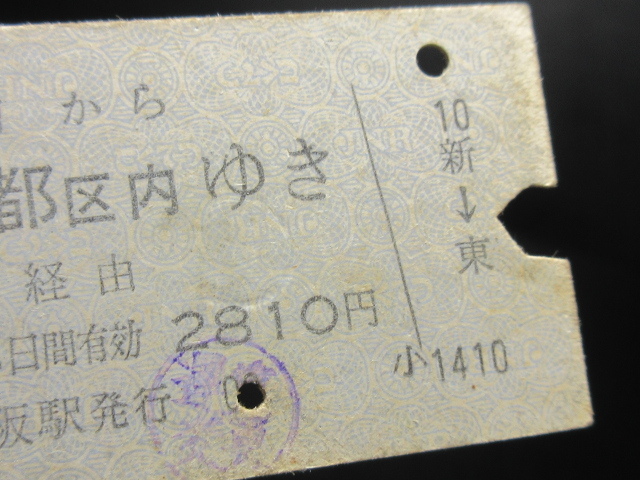 から
都区内ゆき
経由
日間有効 2810円
阪駅発行
10
新
↓
東
小1410